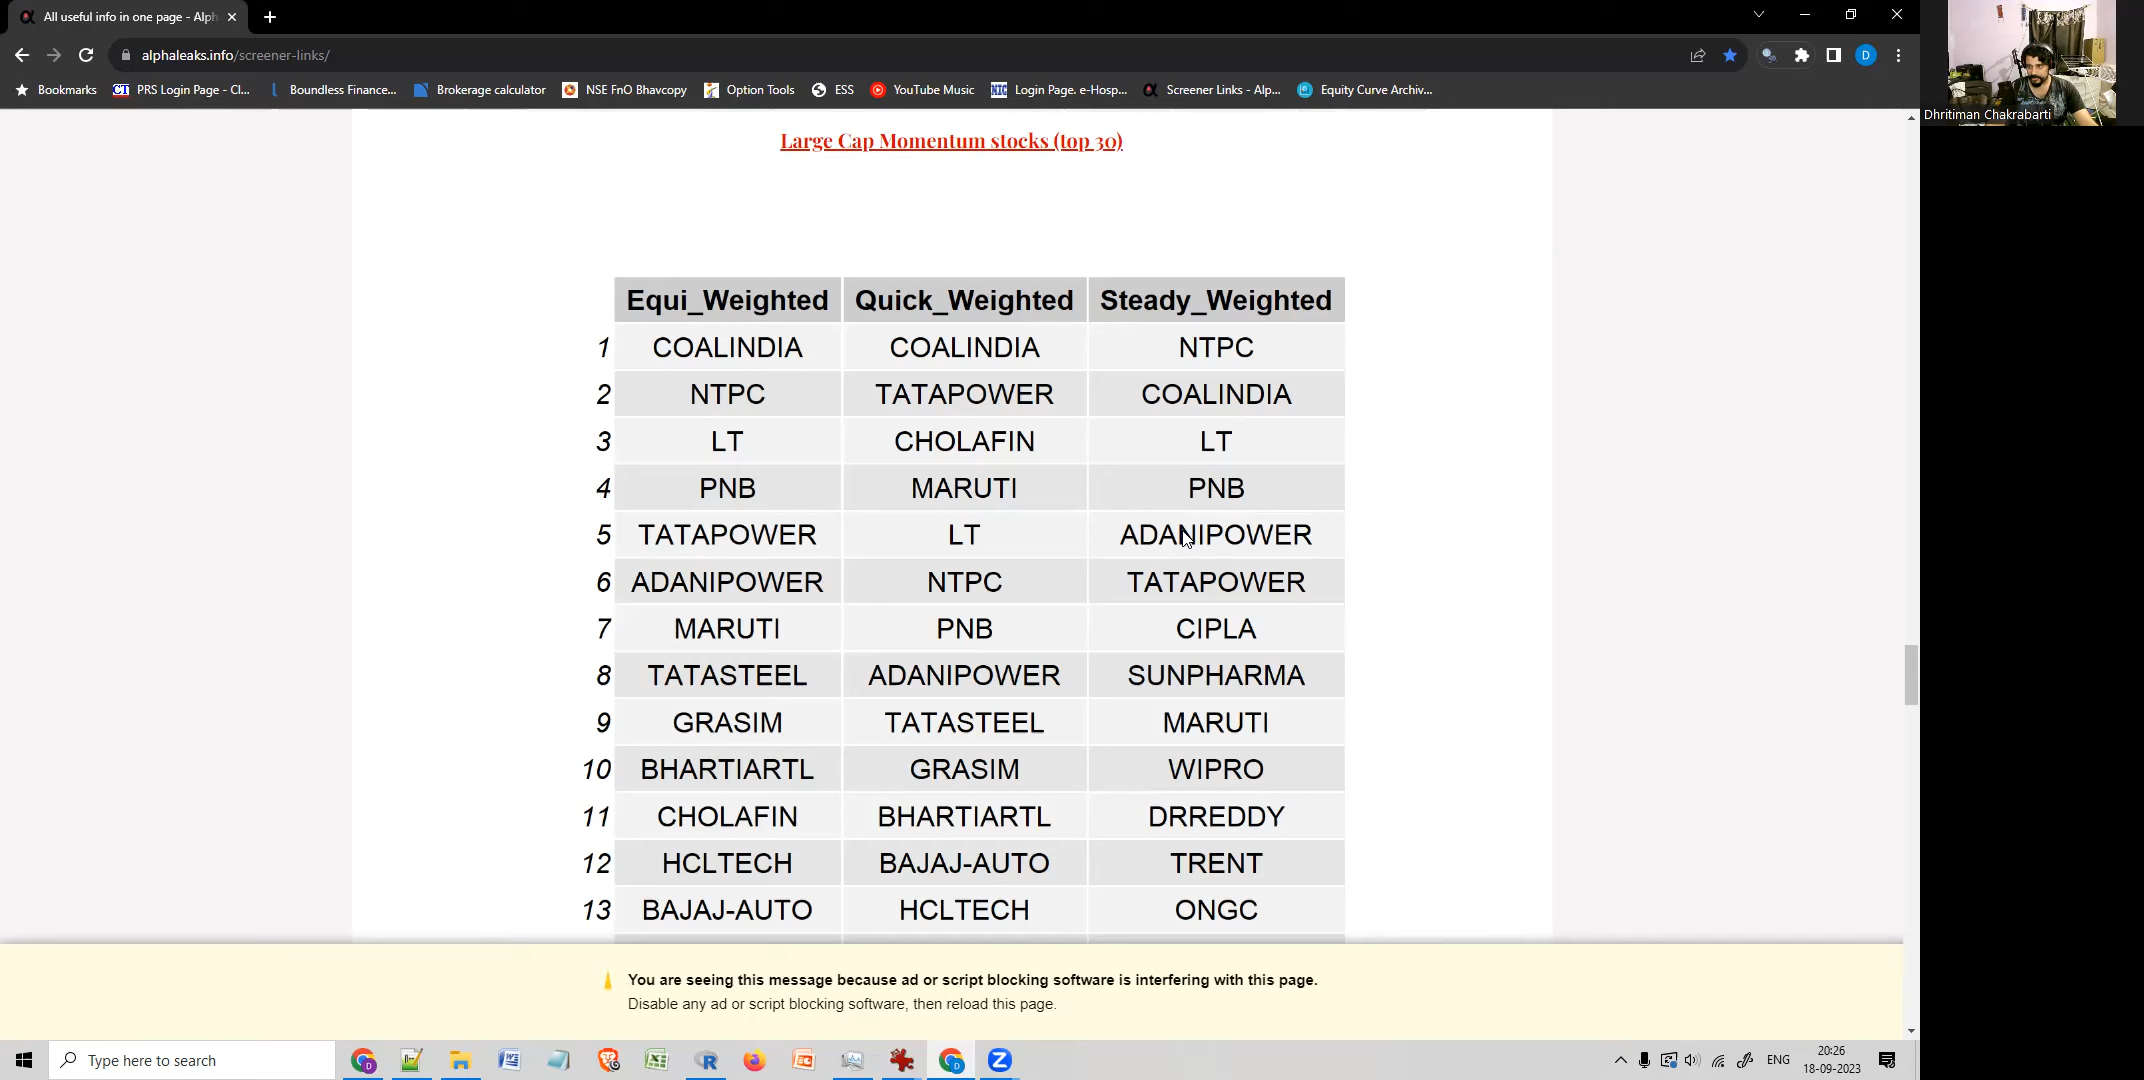 All useful info in one page - Alph
alphaleaks.info/screener-links/
Bookmarks PRS Login Page - Cl... Boundless Finance... Brokerage calculator NSE FnO Bhavcopy Option Tools ESS YouTube Music NIC Login Page. e-Hosp... Screener Links - Alp... Equity Curve Archiv...
Dhritiman Chakrabarti
Large Cap Momentum stocks (top 30)
Equi_Weighted Quick_Weighted Steady_Weighted
1 COALINDIA COALINDIA NTPC
2 NTPC TATAPOWER COALINDIA
3 LT CHOLAFIN LT
4 PNB MARUTI PNB
5 TATAPOWER LT ADANIPOWER
6 ADANIPOWER NTPC TATAPOWER
7 MARUTI PNB CIPLA
8 TATASTEEL ADANIPOWER SUNPHARMA
9 GRASIM TATASTEEL MARUTI
10 BHARTIARTL GRASIM WIPRO
11 CHOLAFIN BHARTIARTL DRREDDY
12 HCLTECH BAJAJ-AUTO TRENT
13 BAJAJ-AUTO HCLTECH ONGC
You are seeing this message because ad or script blocking software is interfering with this page.
Disable any ad or script blocking software, then reload this page.
Type here to search
ENG
20:26
18-09-2023